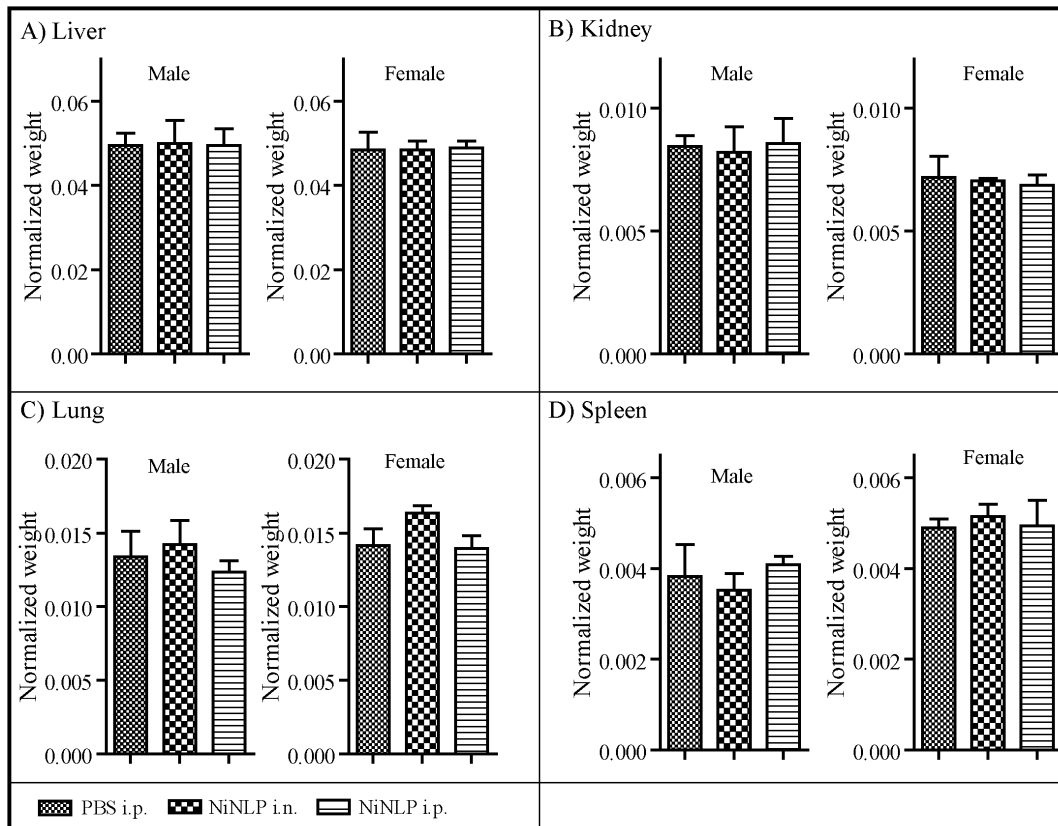 A) Liver
Male
Normalized weight
0.06
0.04
0.02
0.00
Female
Normalized weight
0.06
0.04
0.02
0.00
B) Kidney
Male
Normalized weight
0.010
0.005
0.000
Female
Normalized weight
0.010
0.005
0.000
C) Lung
Male
Normalized weight
0.020
0.015
0.010
0.005
0.000
Female
Normalized weight
0.020
0.015
0.010
0.005
0.000
D) Spleen
Male
Normalized weight
0.006
0.004
0.002
0.000
Female
Normalized weight
0.006
0.004
0.002
0.000
PBS i.p. NiNLP i.n. NiNLP i.p.